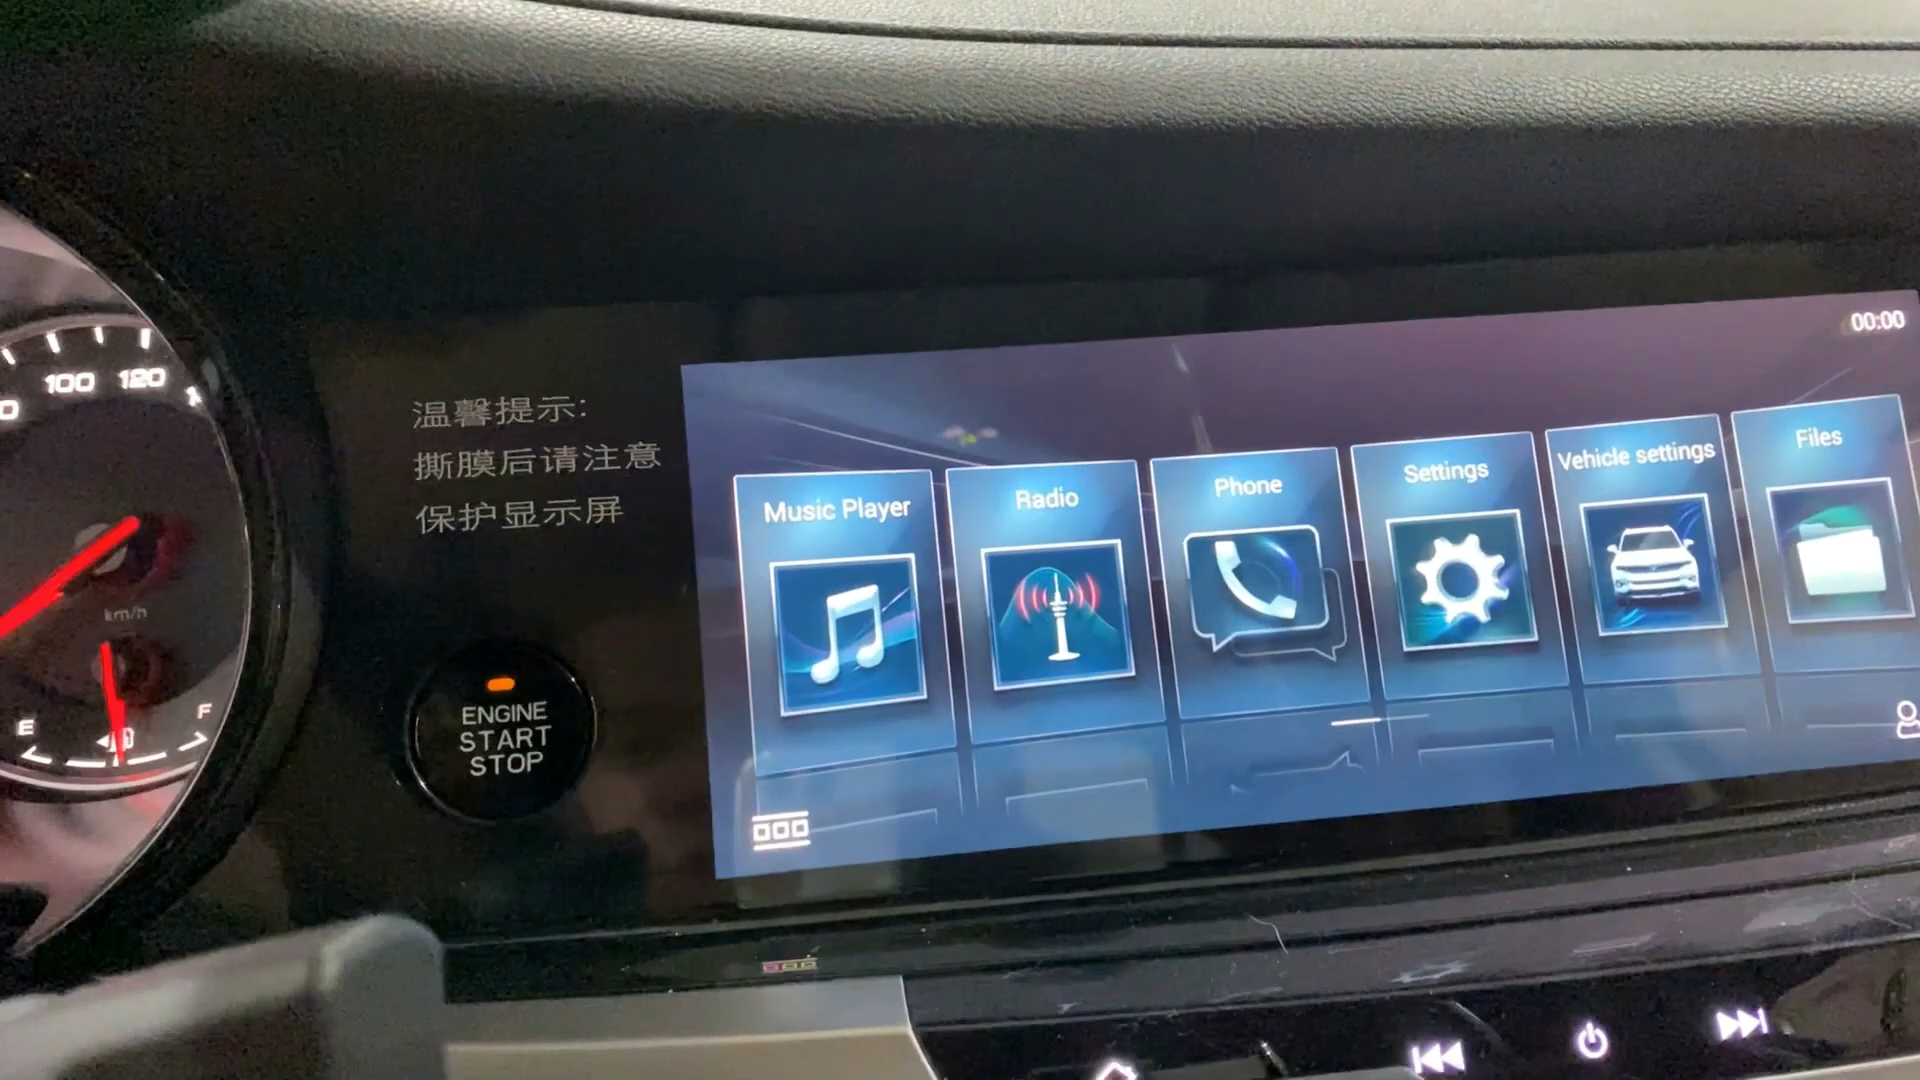 100 120
km/h
E F
温馨提示:
撕膜后请注意
保护显示屏
ENGINE
START
STOP
00:00
Music Player
Radio
Phone
Settings
Vehicle settings
Files